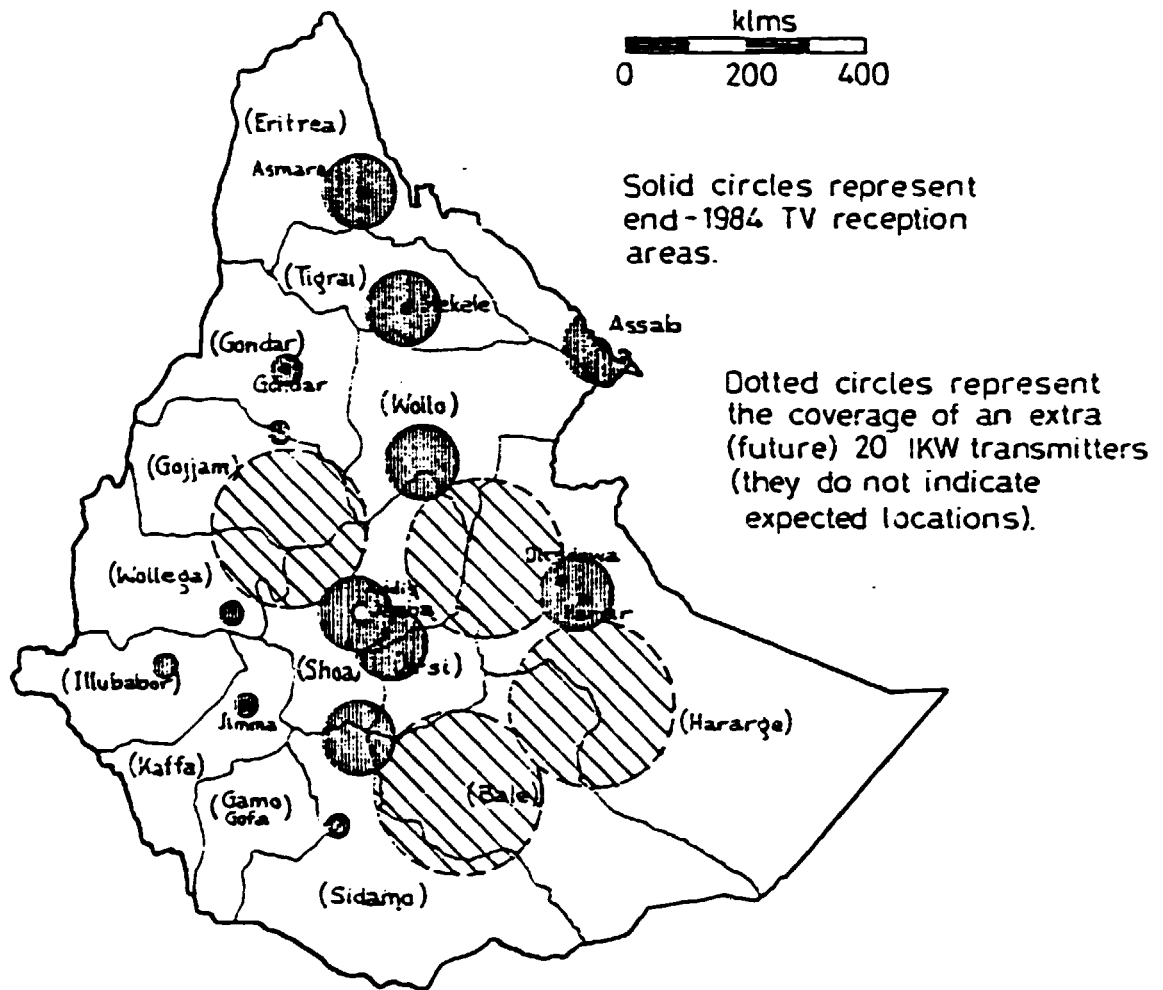 klms
0 200 400
(Eritrea)
Asmara
Solid circles represent
end-1984 TV reception
areas.
(Tigrai)
Assab
(Gondar)
Gondar
Dotted circles represent
the coverage of an extra
(future) 20 1KW transmitters
(they do not indicate
expected locations).
(Wollo)
(Gojjam)
(Wollega)
(Shoa)
(Illubabor)
Jimma
(Hararge)
(Kaffa)
(Bale)
(Gamo
Gofa)
(Sidamo)